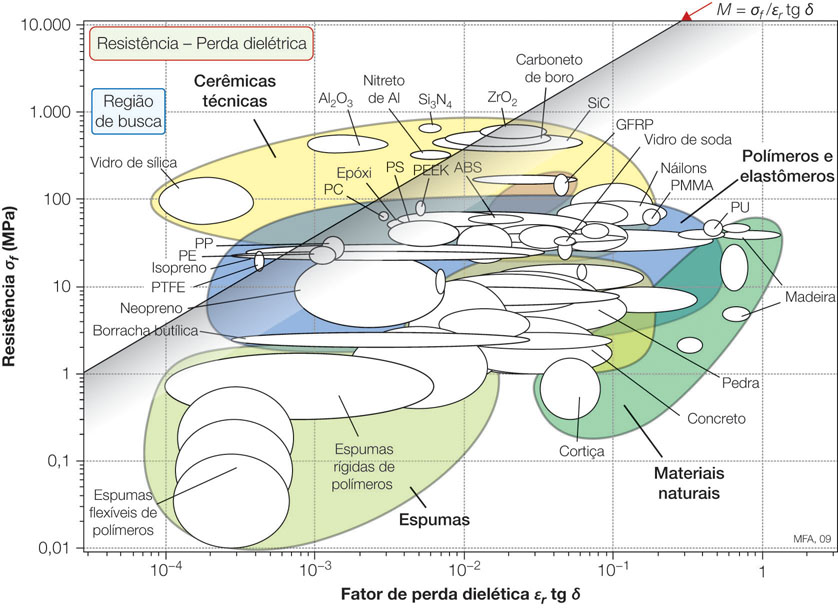 M = σf/εr tg δ
10.000
Resistência – Perda dielétrica
Região
de busca
Cerêmicas
técnicas
Nitreto
de Al
Al2O3
Si3N4
ZrO2
Carboneto
de boro
SiC
GFRP
Vidro de soda
1.000
Vidro de sílica
Epóxi
PC
PS
PEEK
ABS
Náilons
PMMA
PU
Polímeros e
elastômeros
100
PP
PE
Isopreno
PTFE
Neopreno
Borracha butílica
10
Madeira
Pedra
Concreto
Cortiça
1
Espumas
rígidas de
polímeros
Espumas
flexíveis de
polímeros
Espumas
Materiais
naturais
0,1
0,01
MFA, 09
Resistência σf (MPa)
10−4
10−3
10−2
10−1
1
Fator de perda dielétrica εr tg δ